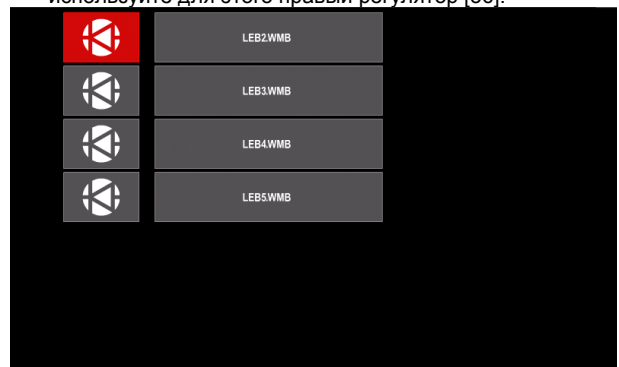 используйте для этого правый регулятор
LEB2.WMB
LEB3.WMB
LEB4.WMB
LEB5.WMB